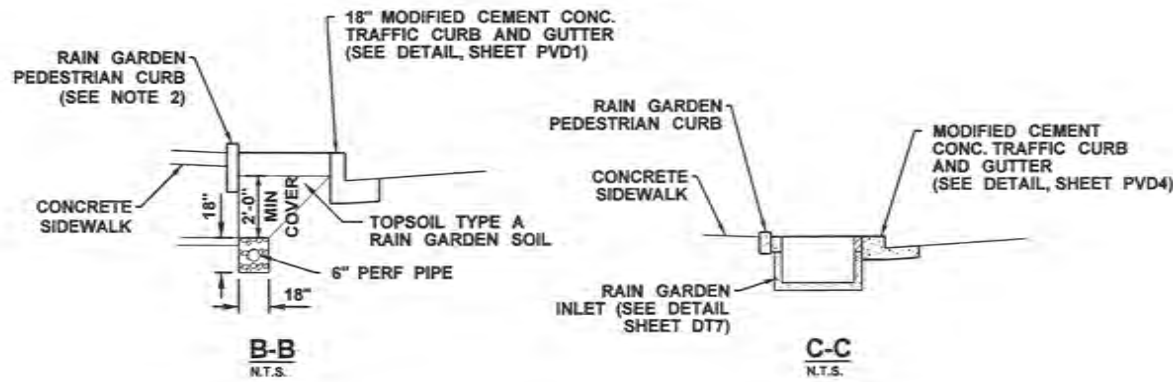 18" MODIFIED CEMENT CONC.
TRAFFIC CURB AND GUTTER
(SEE DETAIL, SHEET PVD1)
RAIN GARDEN
PEDESTRIAN CURB
(SEE NOTE 2)
CONCRETE
SIDEWALK
18"
2'-0"
MIN
COVER
TOPSOIL TYPE A
RAIN GARDEN SOIL
6" PERF PIPE
18"
B-B
N.T.S.
RAIN GARDEN
PEDESTRIAN CURB
CONCRETE
SIDEWALK
MODIFIED CEMENT
CONC. TRAFFIC CURB
AND GUTTER
(SEE DETAIL, SHEET PVD4)
RAIN GARDEN
INLET (SEE DETAIL
SHEET DT7)
C-C
N.T.S.